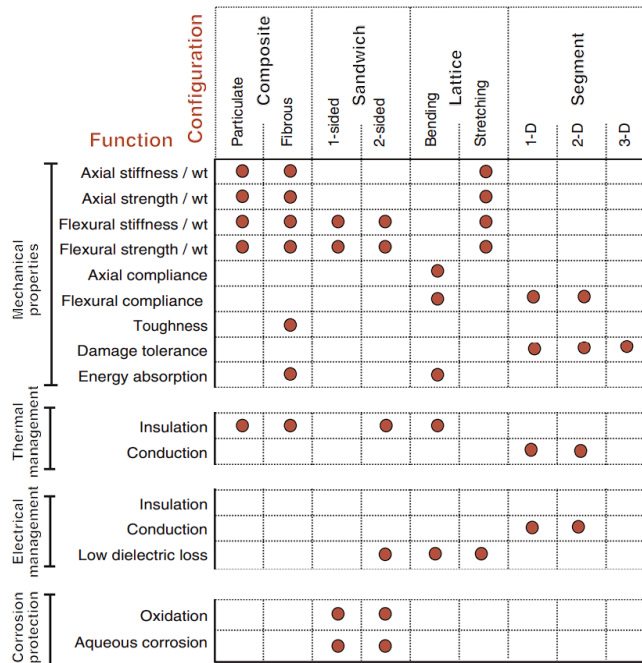 Configuration
Composite
Sandwich
Lattice
Segment
Particulate
Fibrous
1-sided
2-sided
Bending
Stretching
1-D
2-D
3-D
Function
Mechanical
properties
Axial stiffness / wt
Axial strength / wt
Flexural stiffness / wt
Flexural strength / wt
Axial compliance
Flexural compliance
Toughness
Damage tolerance
Energy absorption
Thermal
management
Insulation
Conduction
Electrical
management
Insulation
Conduction
Low dielectric loss
Corrosion
protection
Oxidation
Aqueous corrosion